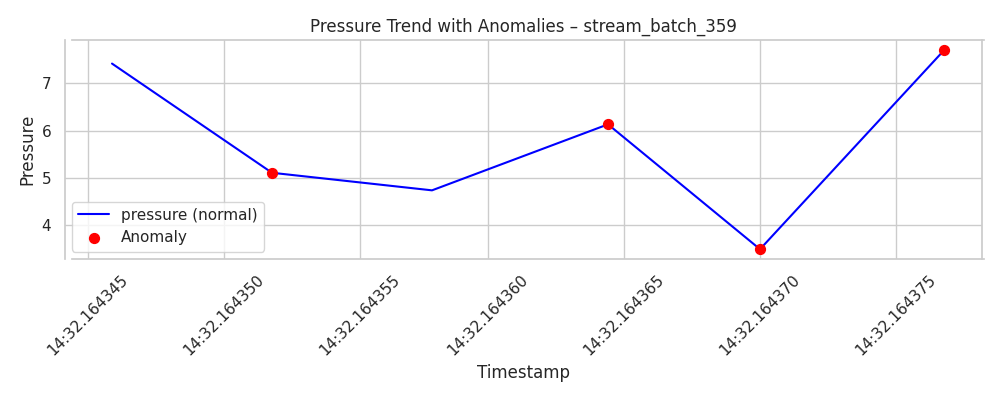 Pressure Trend with Anomalies – stream_batch_359
Pressure
7
6
5
4
pressure (normal)
Anomaly
14:32.164345
14:32.164350
14:32.164355
14:32.164360
14:32.164365
14:32.164370
14:32.164375
Timestamp